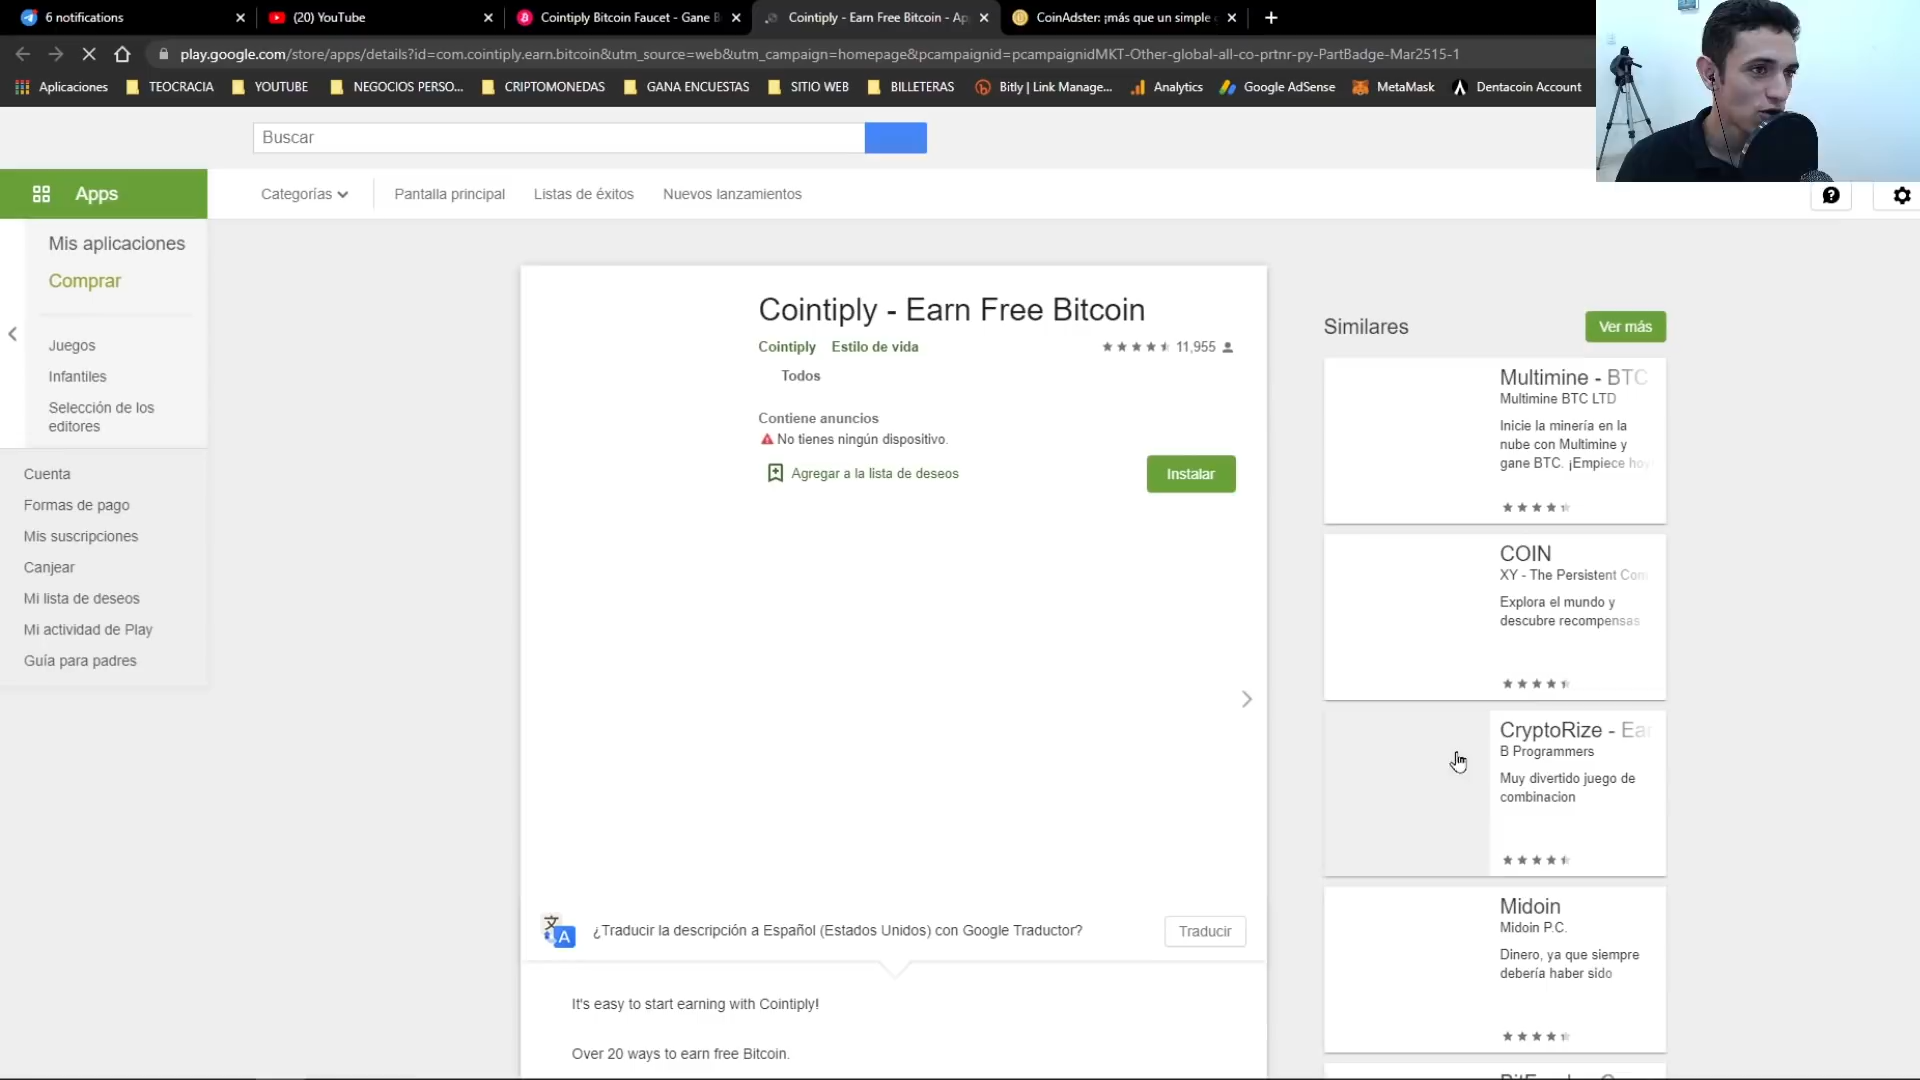 6 notifications
(20) YouTube
Cointiply Bitcoin Faucet - Gane B
Cointiply - Earn Free Bitcoin - Ap
CoinAdster: ¡más que un simple
play.google.com/store/apps/details?id=com.cointiply.earn.bitcoin&utm_source=web&utm_campaign=homepage&pcampaignid=pcampaignidMKT-Other-global-all-co-prtnr-py-PartBadge-Mar2515-1
Aplicaciones
TEOCRACIA
YOUTUBE
NEGOCIOS PERSO...
CRIPTOMONEDAS
GANA ENCUESTAS
SITIO WEB
BILLETERAS
Bitly | Link Manage...
Analytics
Google AdSense
MetaMask
Dentacoin Account
Buscar
Apps
Categorías
Pantalla principal
Listas de éxitos
Nuevos lanzamientos
Mis aplicaciones
Comprar
Juegos
Infantiles
Selección de los
editores
Cuenta
Formas de pago
Mis suscripciones
Canjear
Mi lista de deseos
Mi actividad de Play
Guía para padres
Cointiply - Earn Free Bitcoin
Cointiply Estilo de vida
11,955
Todos
Contiene anuncios
No tienes ningún dispositivo.
Agregar a la lista de deseos
Instalar
¿Traducir la descripción a Español (Estados Unidos) con Google Traductor?
Traducir
It's easy to start earning with Cointiply!
Over 20 ways to earn free Bitcoin.
Similares
Ver más
Multimine - BTC
Multimine BTC LTD
Inicie la minería en la
nube con Multimine y
gane BTC. ¡Empiece hoy
COIN
XY - The Persistent Com
Explora el mundo y
descubre recompensas
CryptoRize - Ear
B Programmers
Muy divertido juego de
combinacion
Midoin
Midoin P.C.
Dinero, ya que siempre
debería haber sido